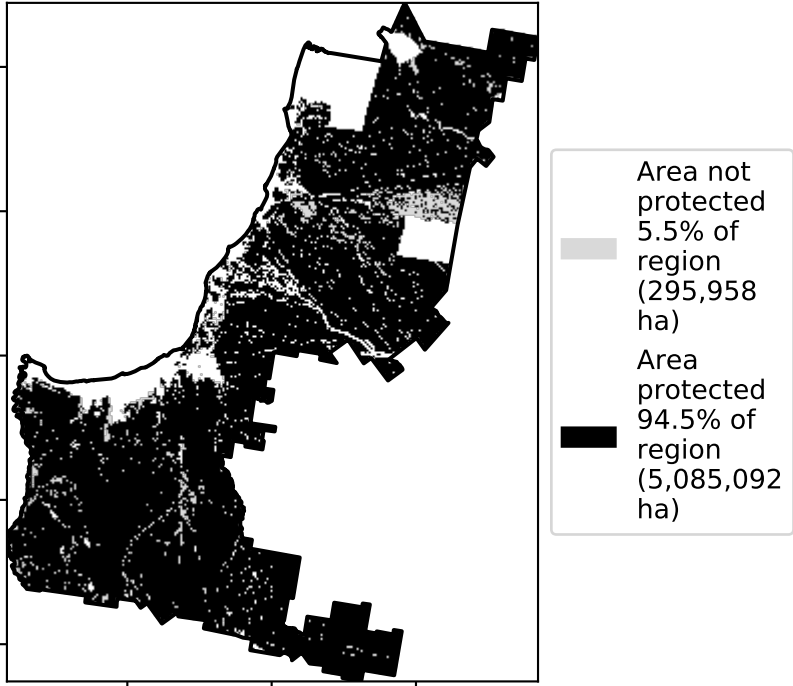 Area not
protected
5.5% of
region
(295,958
ha)
Area
protected
94.5% of
region
(5,085,092
ha)